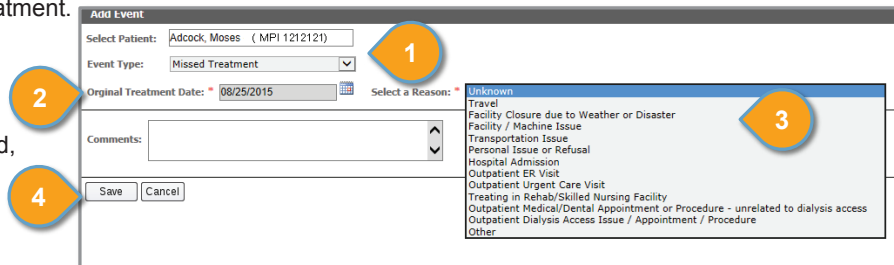 atment.
Add Event
Select Patient: Adcock, Moses ( MPI 1212121)
1
Event Type: Missed Treatment
2
Orginal Treatment Date: * 08/25/2015 Select a Reason: *
Unknown
Travel
Facility Closure due to Weather or Disaster
Facility / Machine Issue
3
Transportation Issue
Personal Issue or Refusal
Hospital Admission
Outpatient ER Visit
Outpatient Urgent Care Visit
Treating in Rehab/Skilled Nursing Facility
Outpatient Medical/Dental Appointment or Procedure - unrelated to dialysis access
Outpatient Dialysis Access Issue / Appointment / Procedure
Other
Comments:
d,
4
Save Cancel